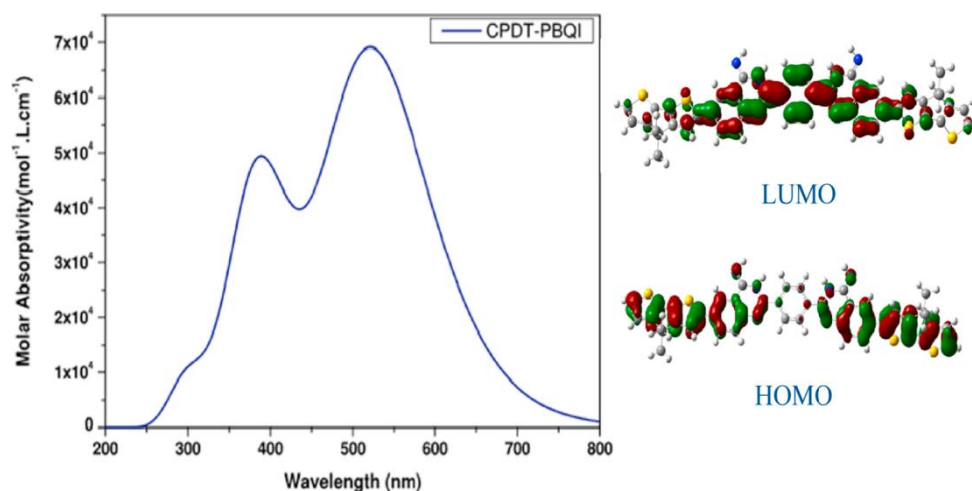 CPDT-PBQI
Molar Absorptivity(mol⁻¹.L.cm⁻¹)
7x10⁴
6x10⁴
5x10⁴
4x10⁴
3x10⁴
2x10⁴
1x10⁴
0
200 300 400 500 600 700 800
Wavelength (nm)
LUMO
HOMO